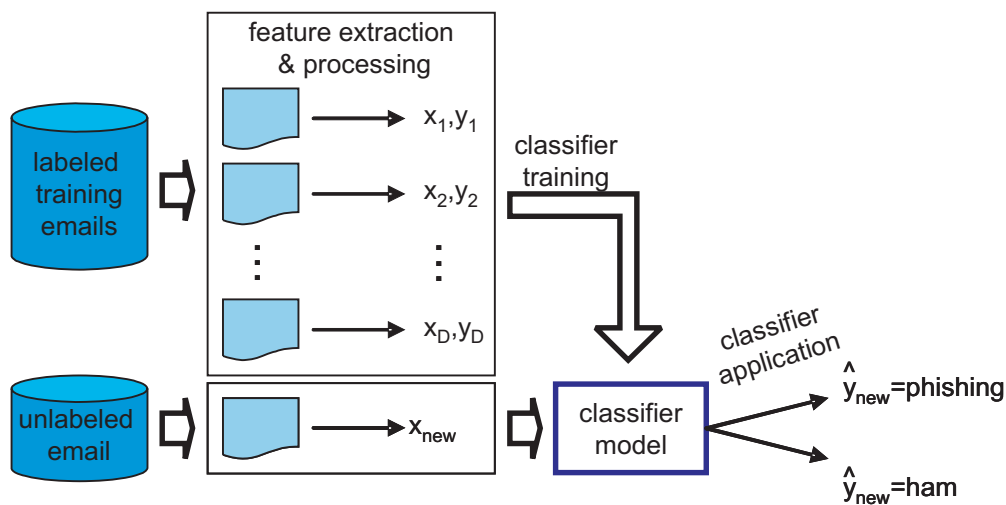 feature extraction
& processing
labeled
training
emails
x1,y1
x2,y2
xD,yD
classifier
training
unlabeled
email
xnew
classifier
model
classifier
application
ŷnew=phishing
ŷnew=ham